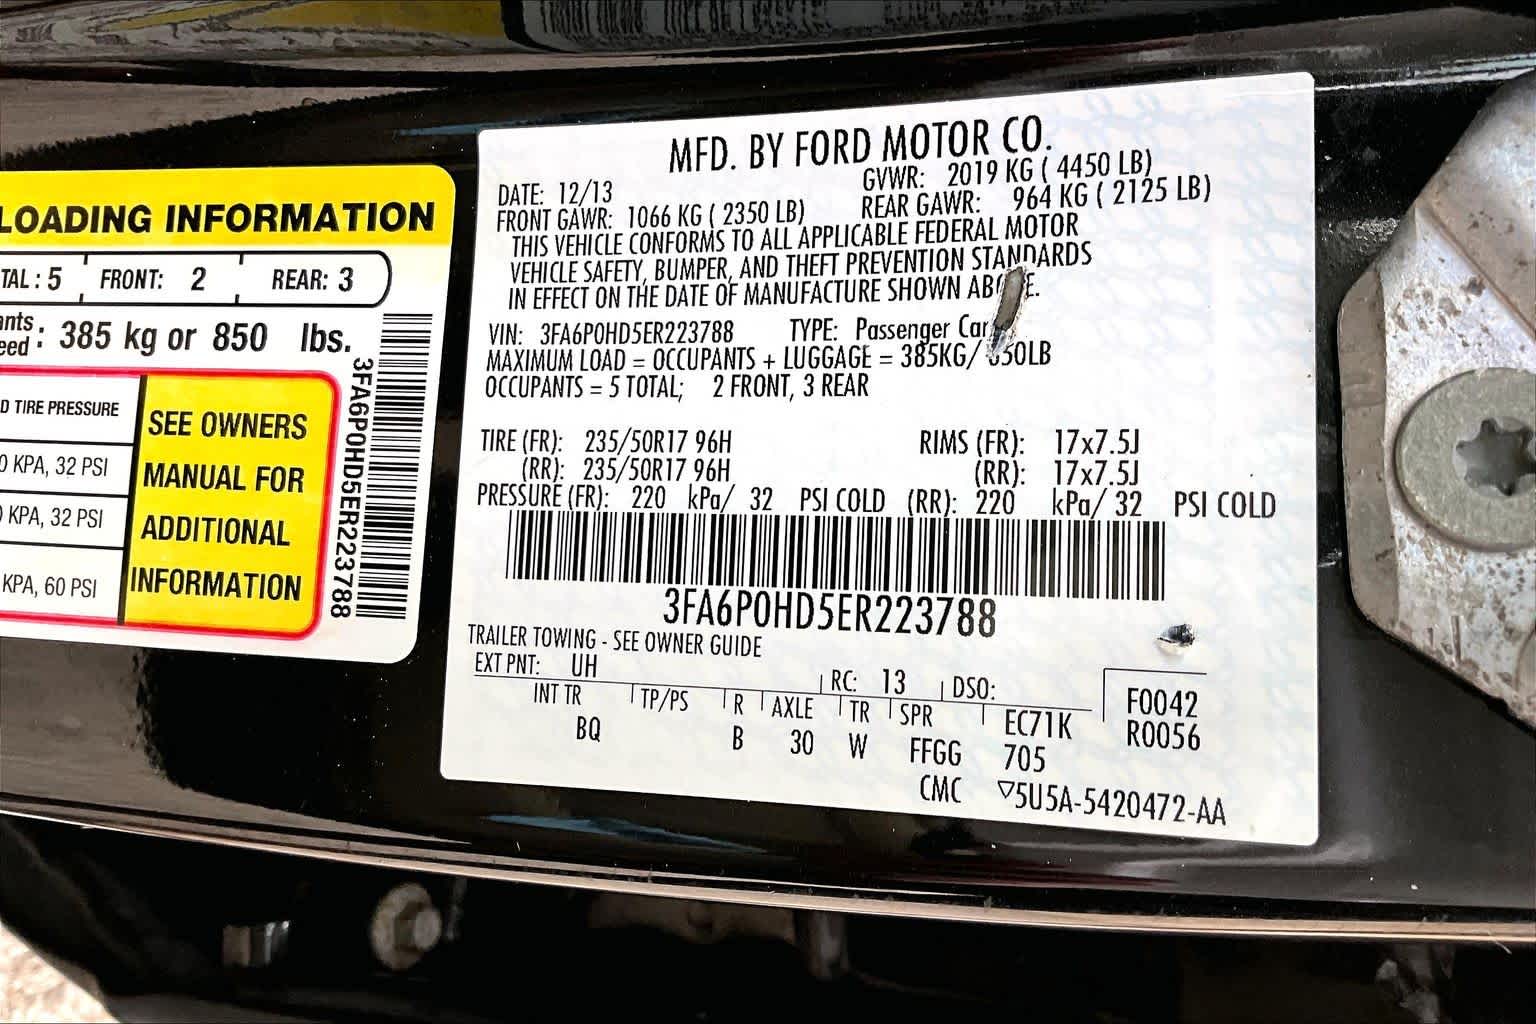 LOADING INFORMATION
TAL : 5 FRONT: 2 REAR: 3
385 kg or 850 lbs.
D TIRE PRESSURE
KPA, 32 PSI
KPA, 32 PSI
KPA, 60 PSI
SEE OWNERS
MANUAL FOR
ADDITIONAL
INFORMATION
3FA6P0HD5ER223788
MFD. BY FORD MOTOR CO.
DATE: 12/13 GVWR: 2019 KG ( 4450 LB)
FRONT GAWR: 1066 KG ( 2350 LB) REAR GAWR: 964 KG ( 2125 LB)
THIS VEHICLE CONFORMS TO ALL APPLICABLE FEDERAL MOTOR
VEHICLE SAFETY, BUMPER, AND THEFT PREVENTION STANDARDS
IN EFFECT ON THE DATE OF MANUFACTURE SHOWN
VIN: 3FA6P0HD5ER223788 TYPE: Passenger Car
MAXIMUM LOAD = OCCUPANTS + LUGGAGE = 385KG/ 850LB
OCCUPANTS = 5 TOTAL; 2 FRONT, 3 REAR
TIRE (FR): 235/50R17 96H RIMS (FR): 17x7.5J
(RR): 235/50R17 96H (RR): 17x7.5J
PRESSURE (FR): 220 kPa/ 32 PSI COLD (RR): 220 kPa/ 32 PSI COLD
3FA6P0HD5ER223788
TRAILER TOWING - SEE OWNER GUIDE
EXT PNT: UH RC: 13 DSO:
INT TR TP/PS R AXLE TR SPR EC71K
BQ B 30 W FFGG 705
CMC ▽5U5A-5420472-AA
F0042
R0056